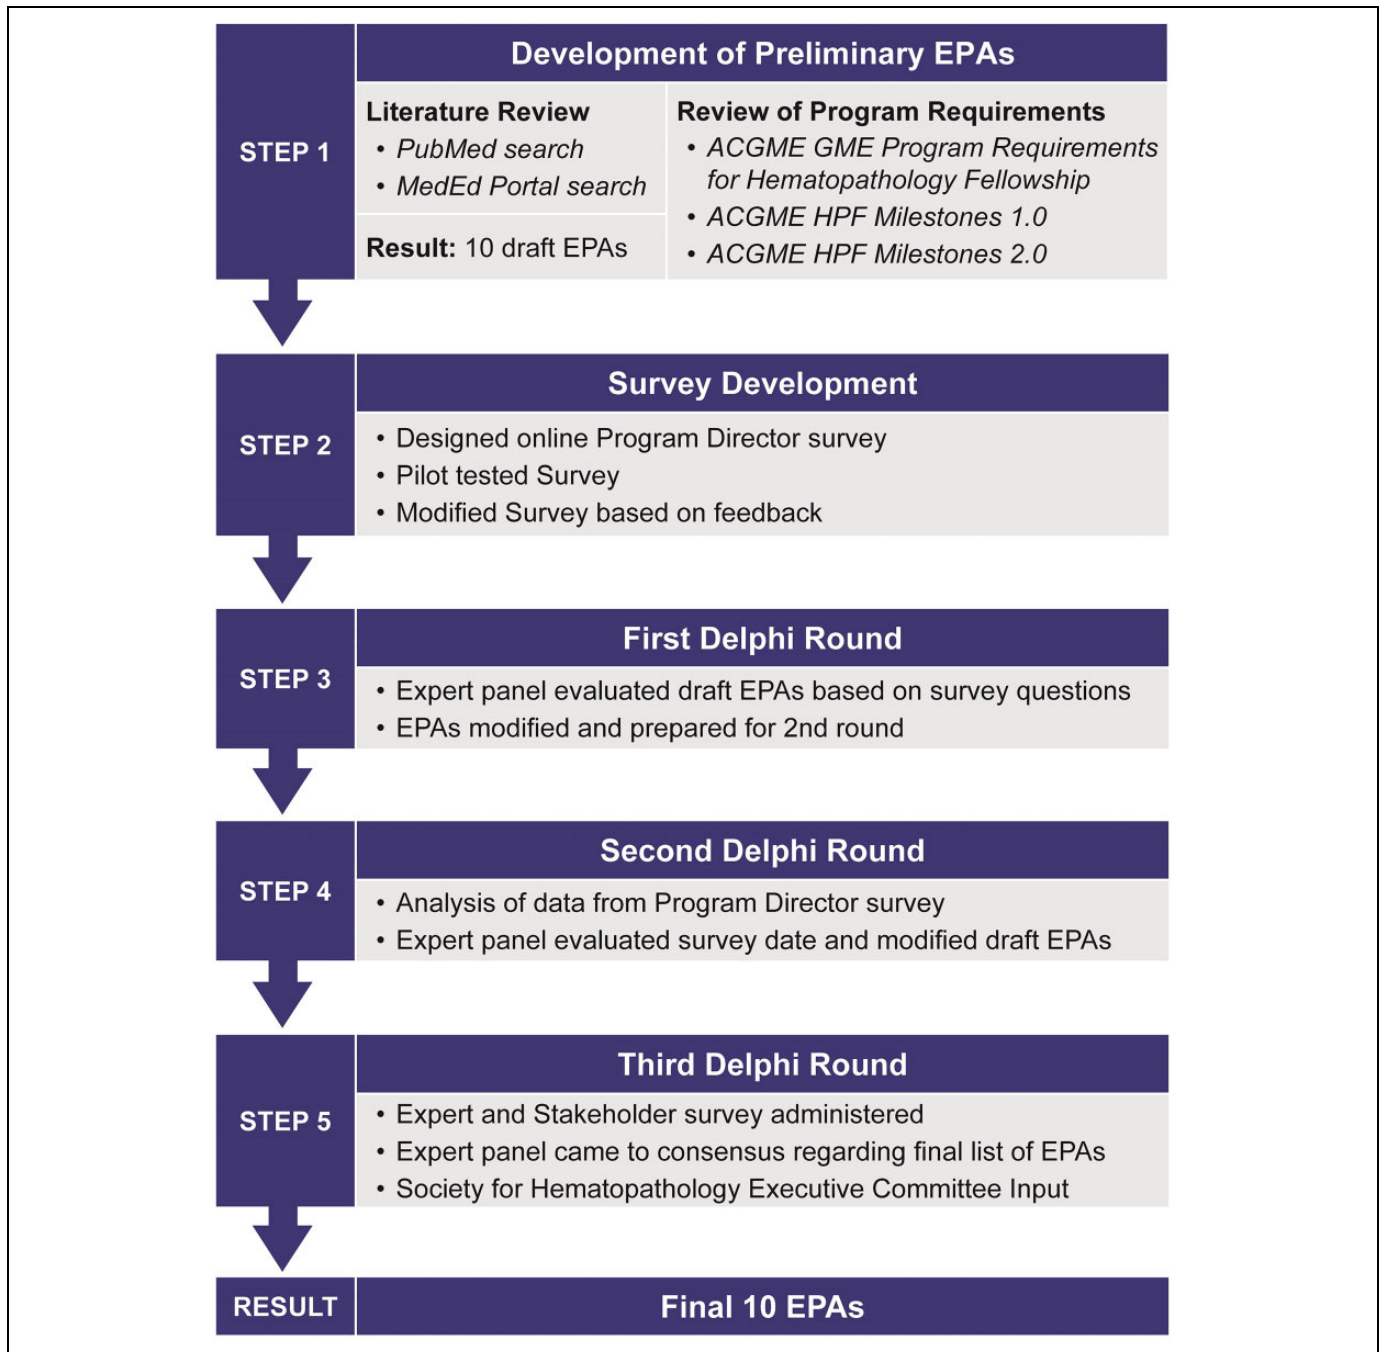 STEP 1
Development of Preliminary EPAs
Literature Review
• PubMed search
• MedEd Portal search
Result: 10 draft EPAs
Review of Program Requirements
• ACGME GME Program Requirements
for Hematopathology Fellowship
• ACGME HPF Milestones 1.0
• ACGME HPF Milestones 2.0
STEP 2
Survey Development
• Designed online Program Director survey
• Pilot tested Survey
• Modified Survey based on feedback
STEP 3
First Delphi Round
• Expert panel evaluated draft EPAs based on survey questions
• EPAs modified and prepared for 2nd round
STEP 4
Second Delphi Round
• Analysis of data from Program Director survey
• Expert panel evaluated survey date and modified draft EPAs
STEP 5
Third Delphi Round
• Expert and Stakeholder survey administered
• Expert panel came to consensus regarding final list of EPAs
• Society for Hematopathology Executive Committee Input
RESULT
Final 10 EPAs